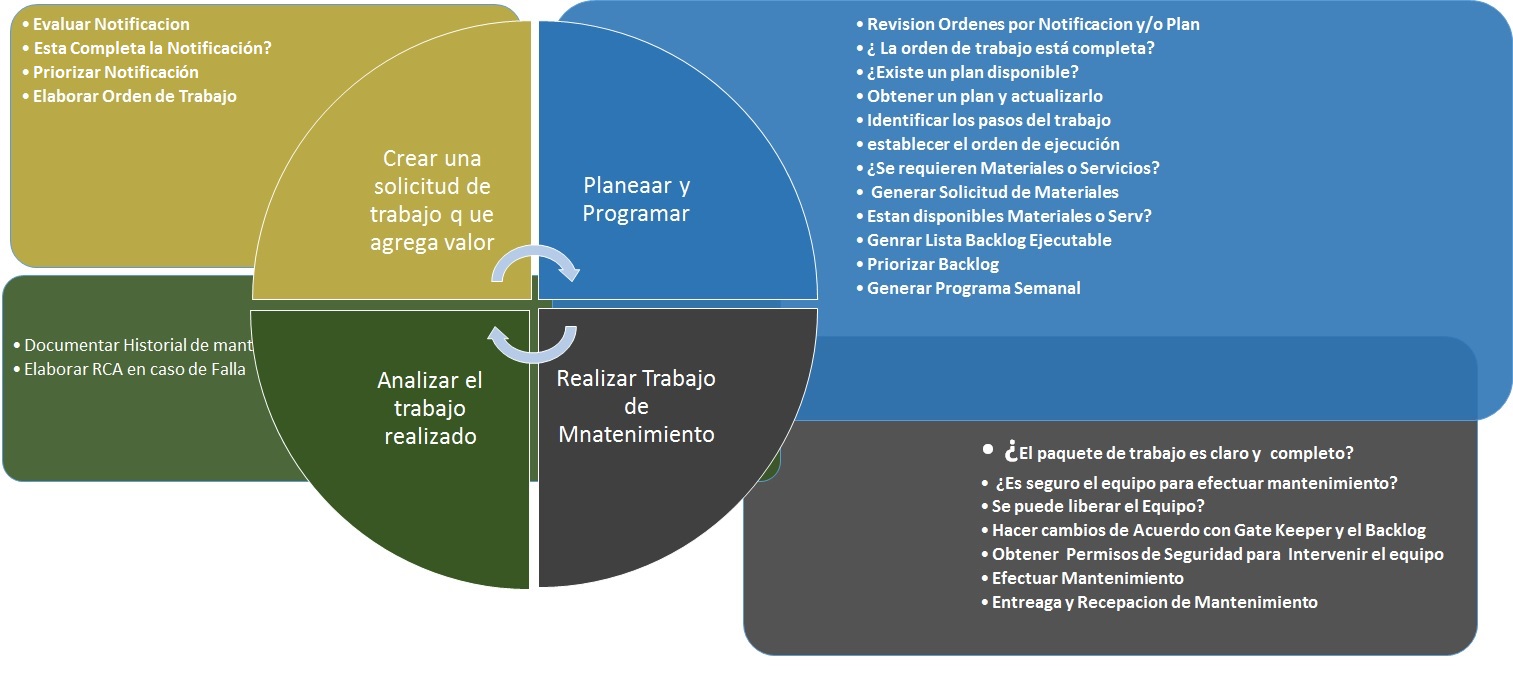 • Evaluar Notificacion
• Esta Completa la Notificación?
• Priorizar Notificación
• Elaborar Orden de Trabajo
Crear una
solicitud de
trabajo q ue
agrega valor
Planeaar y
Programar
• Revision Ordenes por Notificacion y/o Plan
• ¿ La orden de trabajo está completa?
• ¿Existe un plan disponible?
• Obtener un plan y actualizarlo
• Identificar los pasos del trabajo
• establecer el orden de ejecución
• ¿Se requieren Materiales o Servicios?
• Generar Solicitud de Materiales
• Estan disponibles Materiales o Serv?
• Genrar Lista Backlog Ejecutable
• Priorizar Backlog
• Generar Programa Semanal
• Documentar Historial de mant
• Elaborar RCA en caso de Falla
Analizar el
trabajo
realizado
Realizar Trabajo
de
Mnatenimiento
• ¿El paquete de trabajo es claro y completo?
• ¿Es seguro el equipo para efectuar mantenimiento?
• Se puede liberar el Equipo?
• Hacer cambios de Acuerdo con Gate Keeper y el Backlog
• Obtener Permisos de Seguridad para Intervenir el equipo
• Efectuar Mantenimiento
• Entreaga y Recepacion de Mantenimiento